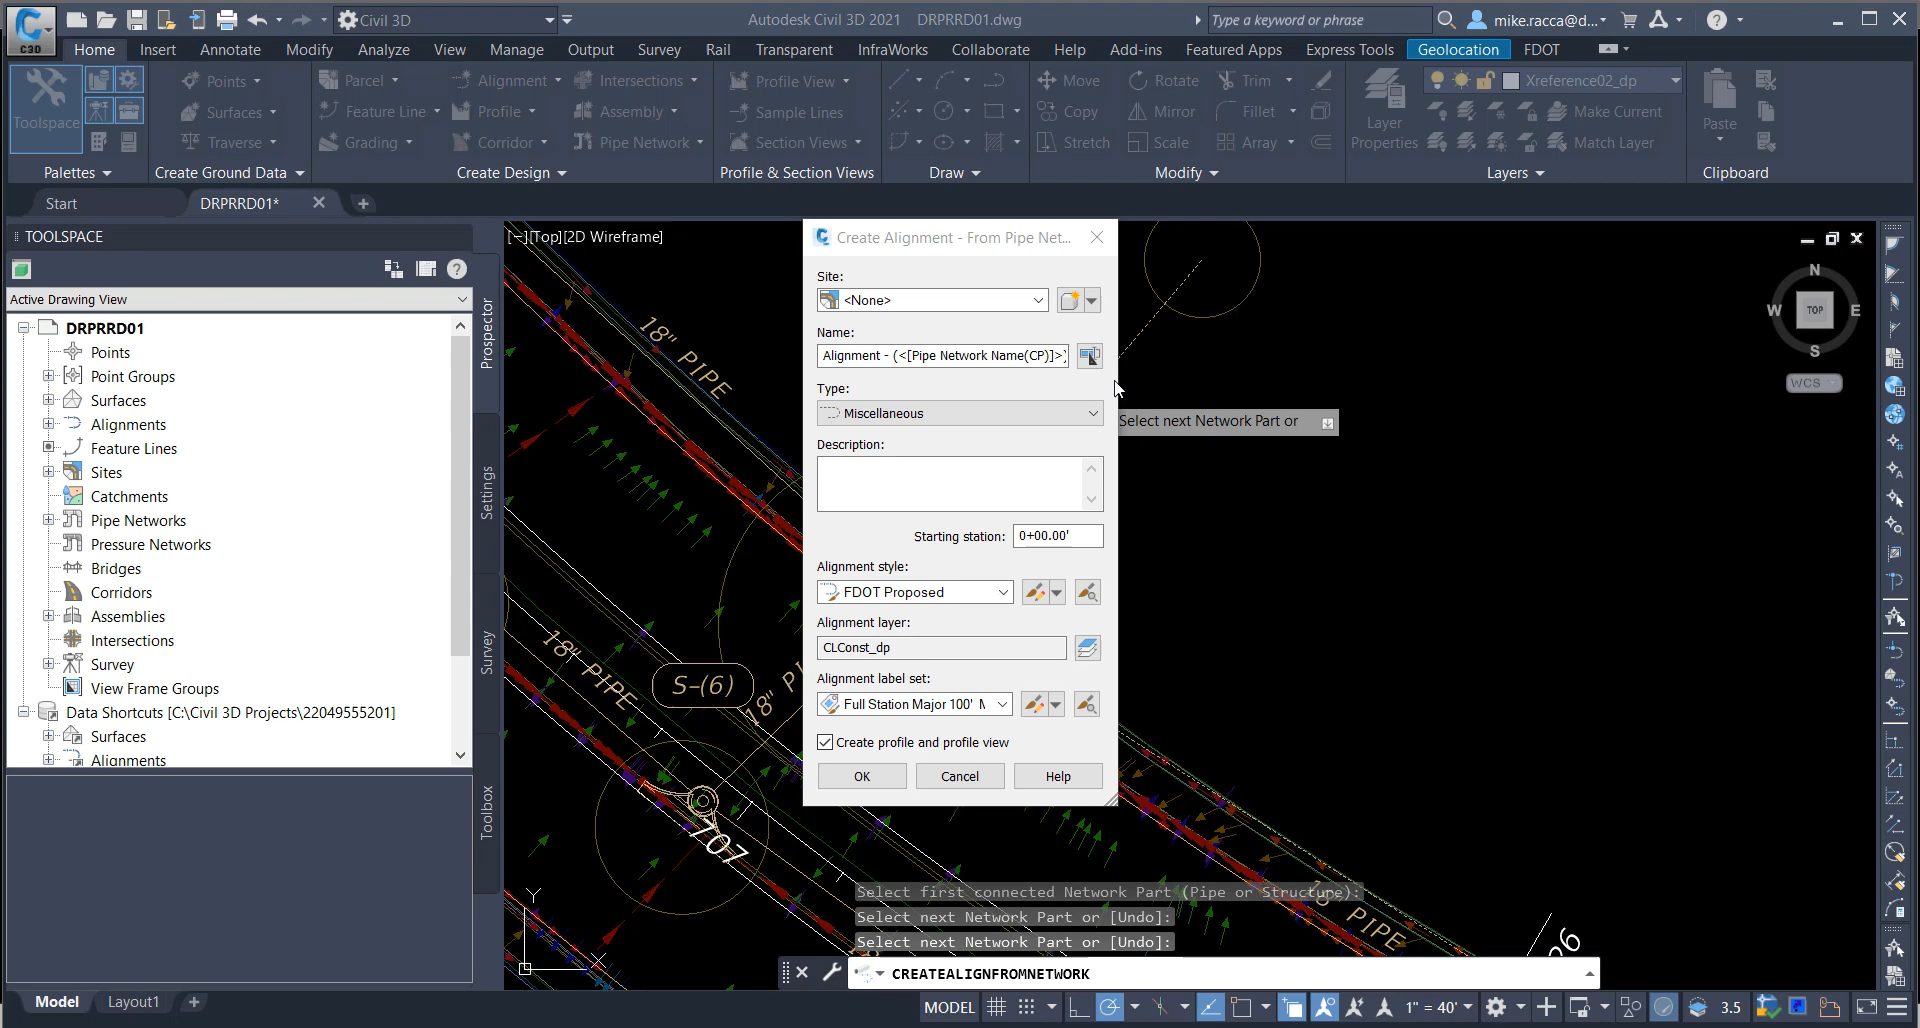 C3D
Civil 3D
Autodesk Civil 3D 2021 DRPRRD01.dwg
Type a keyword or phrase
mike.racca@d...
Home Insert Annotate Modify Analyze View Manage Output Survey Rail Transparent InfraWorks Collaborate Help Add-ins Featured Apps Express Tools Geolocation FDOT
Toolspace
Points
Surfaces
Traverse
Parcel
Feature Line
Grading
Alignment
Profile
Corridor
Intersections
Assembly
Pipe Network
Profile View
Sample Lines
Section Views
Move
Copy
Stretch
Rotate
Mirror
Scale
Trim
Fillet
Array
Layer
Properties
Xreference02_dp
Make Current
Match Layer
Paste
Palettes
Create Ground Data
Create Design
Profile & Section Views
Draw
Modify
Layers
Clipboard
Start
DRPRRD01*
TOOLSPACE
Active Drawing View
DRPRRD01
Points
Point Groups
Surfaces
Alignments
Feature Lines
Sites
Catchments
Pipe Networks
Pressure Networks
Bridges
Corridors
Assemblies
Intersections
Survey
View Frame Groups
Data Shortcuts [C:\Civil 3D Projects\22049555201]
Surfaces
Alignments
Prospector
Settings
Survey
Toolbox
[−][Top][2D Wireframe]
18" PIPE
18" PIPE
S-(6)
18" P
707
18" PIPE
06
Y
X
N
W
TOP
E
S
WCS
Create Alignment - From Pipe Net...
Site:
<None>
Name:
Alignment - (<[Pipe Network Name(CP)]>)
Type:
Miscellaneous
Description:
Starting station: 0+00.00'
Alignment style:
FDOT Proposed
Alignment layer:
CLConst_dp
Alignment label set:
Full Station Major 100' M
Create profile and profile view
OK
Cancel
Help
Select next Network Part or
Select first connected Network Part (Pipe or Structure):
Select next Network Part or [Undo]:
Select next Network Part or [Undo]:
CREATEALIGNFROMNETWORK
Model
Layout1
MODEL
1" = 40'
3.5